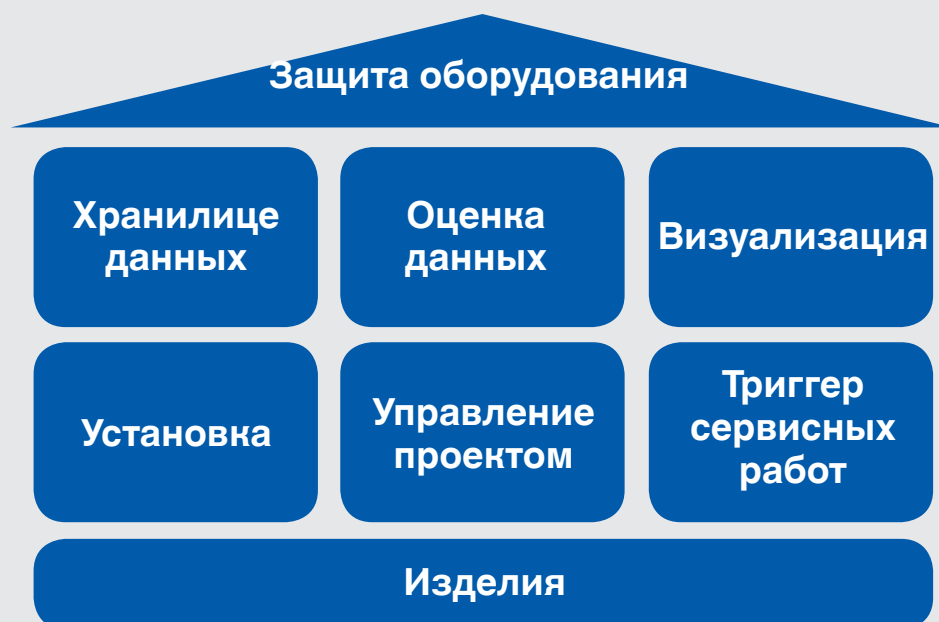 Защита оборудования
Хранилице
данных
Оценка
данных
Визуализация
Установка
Управление
проектом
Триггер
сервисных
работ
Изделия